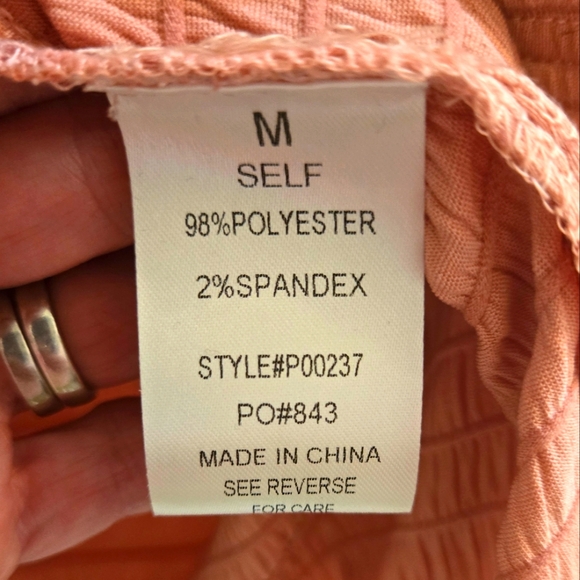 M
SELF
98%POLYESTER
2%SPANDEX
STYLE#P00237
PO#843
MADE IN CHINA
SEE REVERSE
FOR CARE